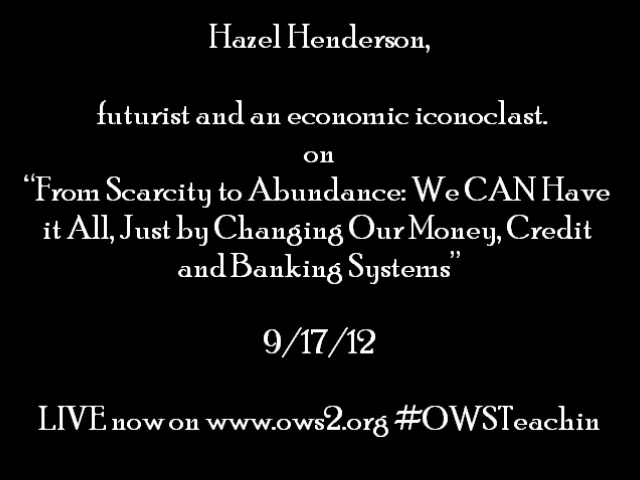 Hazel Henderson,
futurist and an economic iconoclast.
on
“From Scarcity to Abundance: We CAN Have
it All, Just by Changing Our Money, Credit
and Banking Systems”
9/17/12
LIVE now on www.ows2.org #OWSTeachin